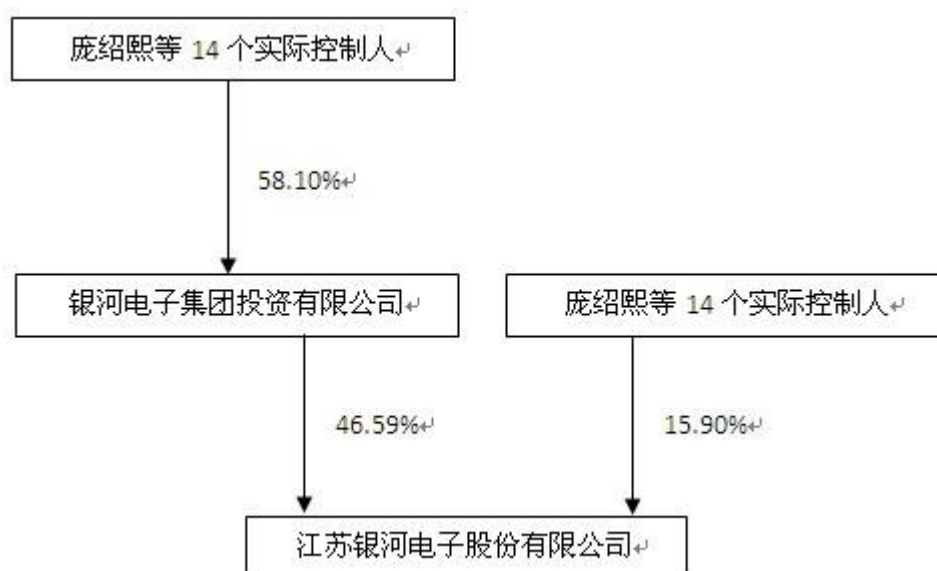 庞绍熙等 14 个实际控制人↵
58.10%↵
银河电子集团投资有限公司↵
庞绍熙等 14 个实际控制人↵
46.59%↵
15.90%↵
江苏银河电子股份有限公司↵